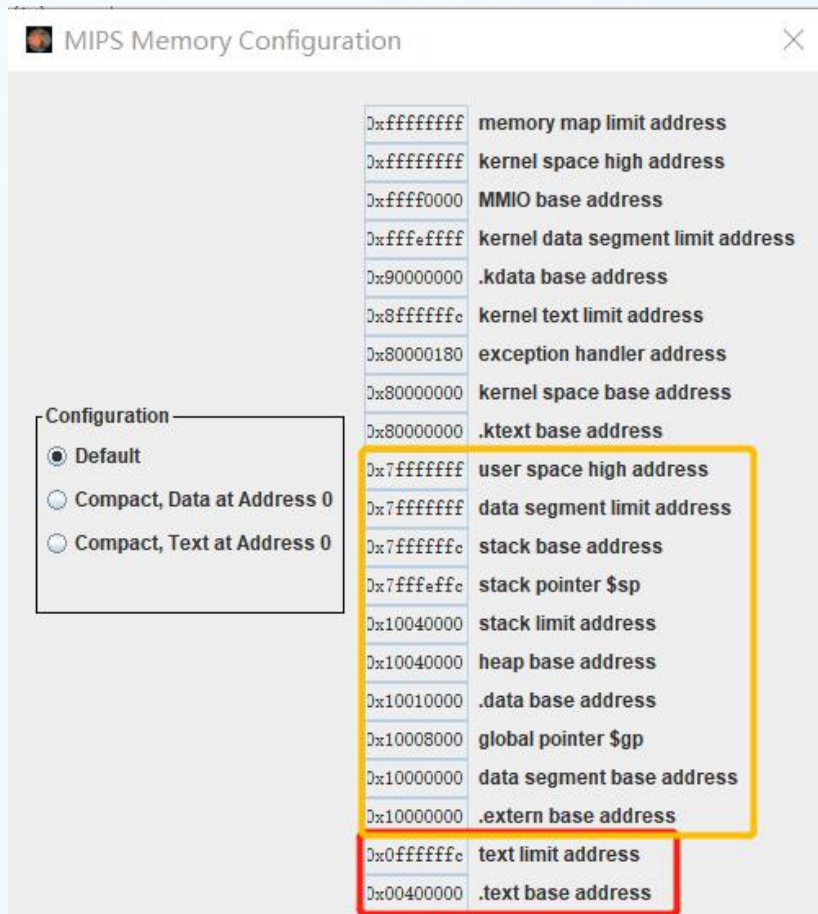 MIPS Memory Configuration
0xffffffff memory map limit address
0xffffffff kernel space high address
0xffff0000 MMIO base address
0xfffeffff kernel data segment limit address
0x90000000 .kdata base address
0x8ffffffc kernel text limit address
0x80000180 exception handler address
0x80000000 kernel space base address
0x80000000 .ktext base address
0x7fffffff user space high address
0x7fffffff data segment limit address
0x7ffffffc stack base address
0x7fffeffc stack pointer $sp
0x10040000 stack limit address
0x10040000 heap base address
0x10010000 .data base address
0x10008000 global pointer $gp
0x10000000 data segment base address
0x10000000 .extern base address
0x0ffffffc text limit address
0x00400000 .text base address
Configuration
Default
Compact, Data at Address 0
Compact, Text at Address 0